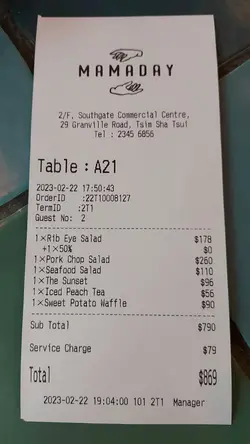 MAMADAY
2/F, Southgate Commercial Centre,
29 Granville Road, Tsim Sha Tsui
Tel : 2345 6856
Table : A21
2023-02-22 17:50:43
OrderID :22T10008127
TermID :2T1
Guest No: 2
1×Rib Eye Salad $178
+1×50% $0
1×Pork Chop Salad $260
1×Seafood Salad $110
1×The Sunset $96
1×Iced Peach Tea $56
1×Sweet Potato Waffle $90
Sub Total $790
Service Charge $79
Total $869
2023-02-22 19:04:00 101 2T1 Manager